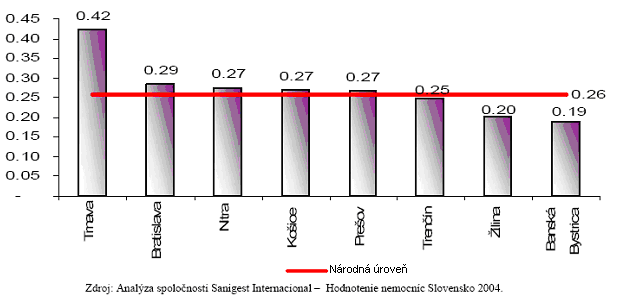 0.45
0.40
0.35
0.30
0.25
0.20
0.15
0.10
0.05
-
0.42
0.29
0.27
0.27
0.27
0.25
0.20
0.19
0.26
Trnava
Bratislava
Nitra
Košice
Prešov
Trenčín
Žilina
Banská
Bystrica
Národná úroveň
Zdroj: Analýza spoločnosti Sanigest Internacional – Hodnotenie nemocníc Slovensko 2004.